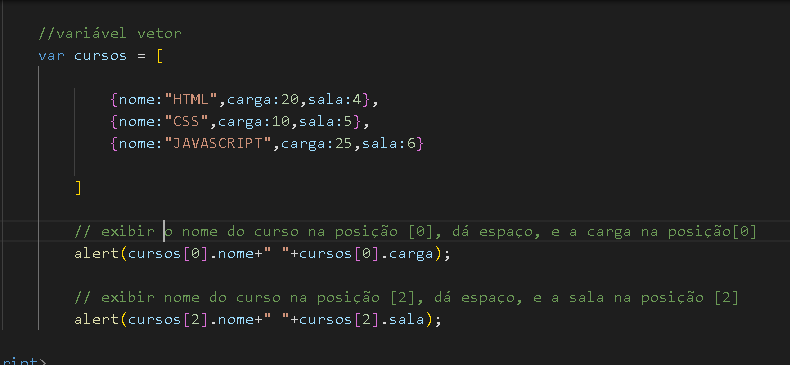 //variável vetor
var cursos = [
{nome:"HTML",carga:20,sala:4},
{nome:"CSS",carga:10,sala:5},
{nome:"JAVASCRIPT",carga:25,sala:6}
]
// exibir o nome do curso na posição [0], dá espaço, e a carga na posição[0]
alert(cursos[0].nome+" "+cursos[0].carga);
// exibir nome do curso na posição [2], dá espaço, e a sala na posição [2]
alert(cursos[2].nome+" "+cursos[2].sala);
ript>